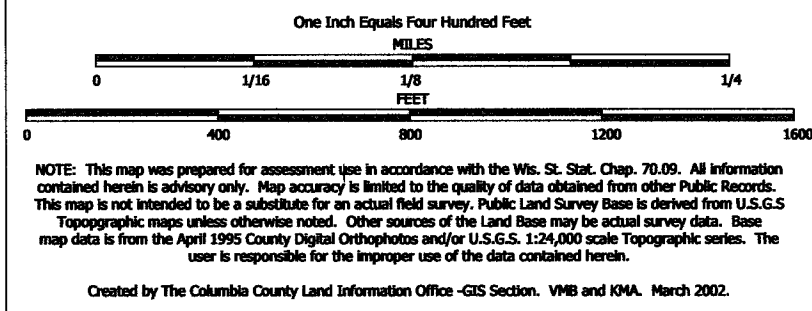 One Inch Equals Four Hundred Feet
MILES
0 1/16 1/8 1/4
FEET
0 400 800 1200 1600
NOTE: This map was prepared for assessment use in accordance with the Wis. St. Stat. Chap. 70.09. All information
contained herein is advisory only. Map accuracy is limited to the quality of data obtained from other Public Records.
This map is not intended to be a substitute for an actual field survey. Public Land Survey Base is derived from U.S.G.S
Topopgraphic maps unless otherwise noted. Other sources of the Land Base may be actual survey data. Base
map data is from the April 1995 County Digital Orthophotos and/or U.S.G.S. 1:24,000 scale Topographic series. The
user is responsible for the improper use of the data contained herein.
Created by The Columbia County Land Information Office -GIS Section. VMB and KMA. March 2002.